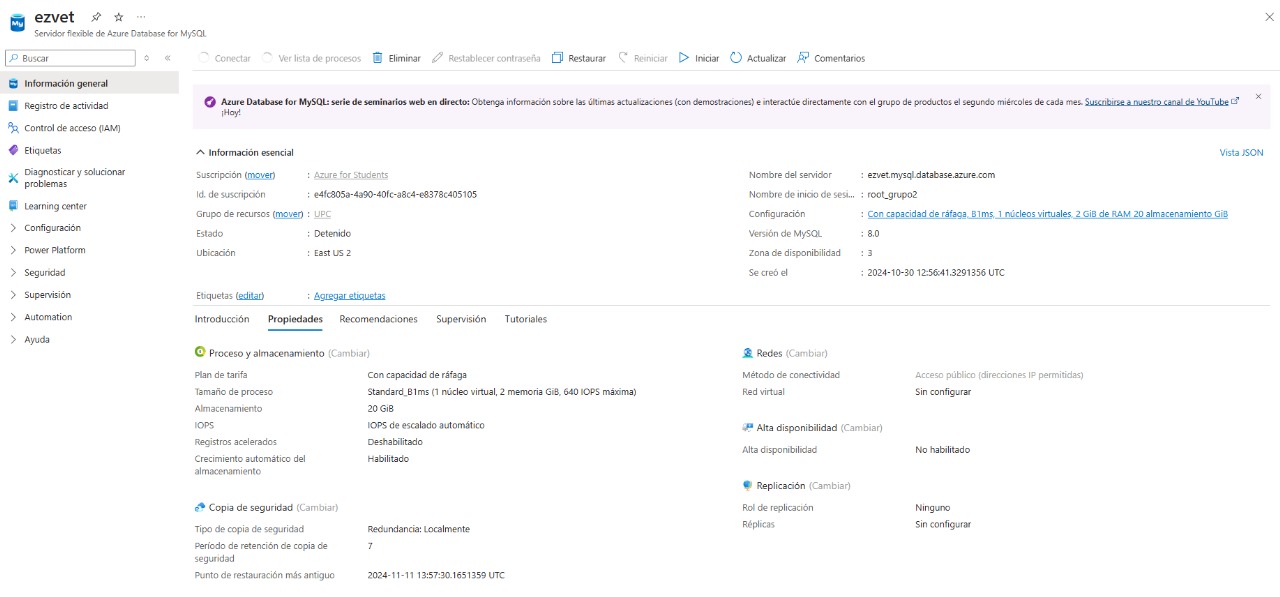 ezvet
Servidor flexible de Azure Database for MySQL
Buscar
Conectar
Ver lista de procesos
Eliminar
Restablecer contraseña
Restaurar
Reiniciar
Iniciar
Actualizar
Comentarios
Información general
Registro de actividad
Control de acceso (IAM)
Etiquetas
Diagnosticar y solucionar
problemas
Learning center
Configuración
Power Platform
Seguridad
Supervisión
Automation
Ayuda
Azure Database for MySQL: serie de seminarios web en directo: Obtenga información sobre las últimas actualizaciones (con demostraciones) e interactúe directamente con el grupo de productos el segundo miércoles de cada mes. Suscribirse a nuestro canal de YouTube
¡Hoy!
Información esencial
Vista JSON
Suscripción (mover) : Azure for Students
Id. de suscripción : e4fc805a-4a90-40fc-a8c4-e8378c405105
Grupo de recursos (mover) : UPC
Estado : Detenido
Ubicación : East US 2
Nombre del servidor : ezvet.mysql.database.azure.com
Nombre de inicio de sesi... : root_grupo2
Configuración : Con capacidad de ráfaga, B1ms, 1 núcleos virtuales, 2 GiB de RAM 20 almacenamiento GiB
Versión de MySQL : 8.0
Zona de disponibilidad : 3
Se creó el : 2024-10-30 12:56:41.3291356 UTC
Etiquetas (editar) : Agregar etiquetas
Introducción
Propiedades
Recomendaciones
Supervisión
Tutoriales
Proceso y almacenamiento (Cambiar)
Plan de tarifa Con capacidad de ráfaga
Tamaño de proceso Standard_B1ms (1 núcleo virtual, 2 memoria GiB, 640 IOPS máxima)
Almacenamiento 20 GiB
IOPS IOPS de escalado automático
Registros acelerados Deshabilitado
Crecimiento automático del Habilitado
almacenamiento
Copia de seguridad (Cambiar)
Tipo de copia de seguridad Redundancia: Localmente
Período de retención de copia de 7
seguridad
Punto de restauración más antiguo 2024-11-11 13:57:30.1651359 UTC
Redes (Cambiar)
Método de conectividad Acceso público (direcciones IP permitidas)
Red virtual Sin configurar
Alta disponibilidad (Cambiar)
Alta disponibilidad No habilitado
Replicación (Cambiar)
Rol de replicación Ninguno
Réplicas Sin configurar